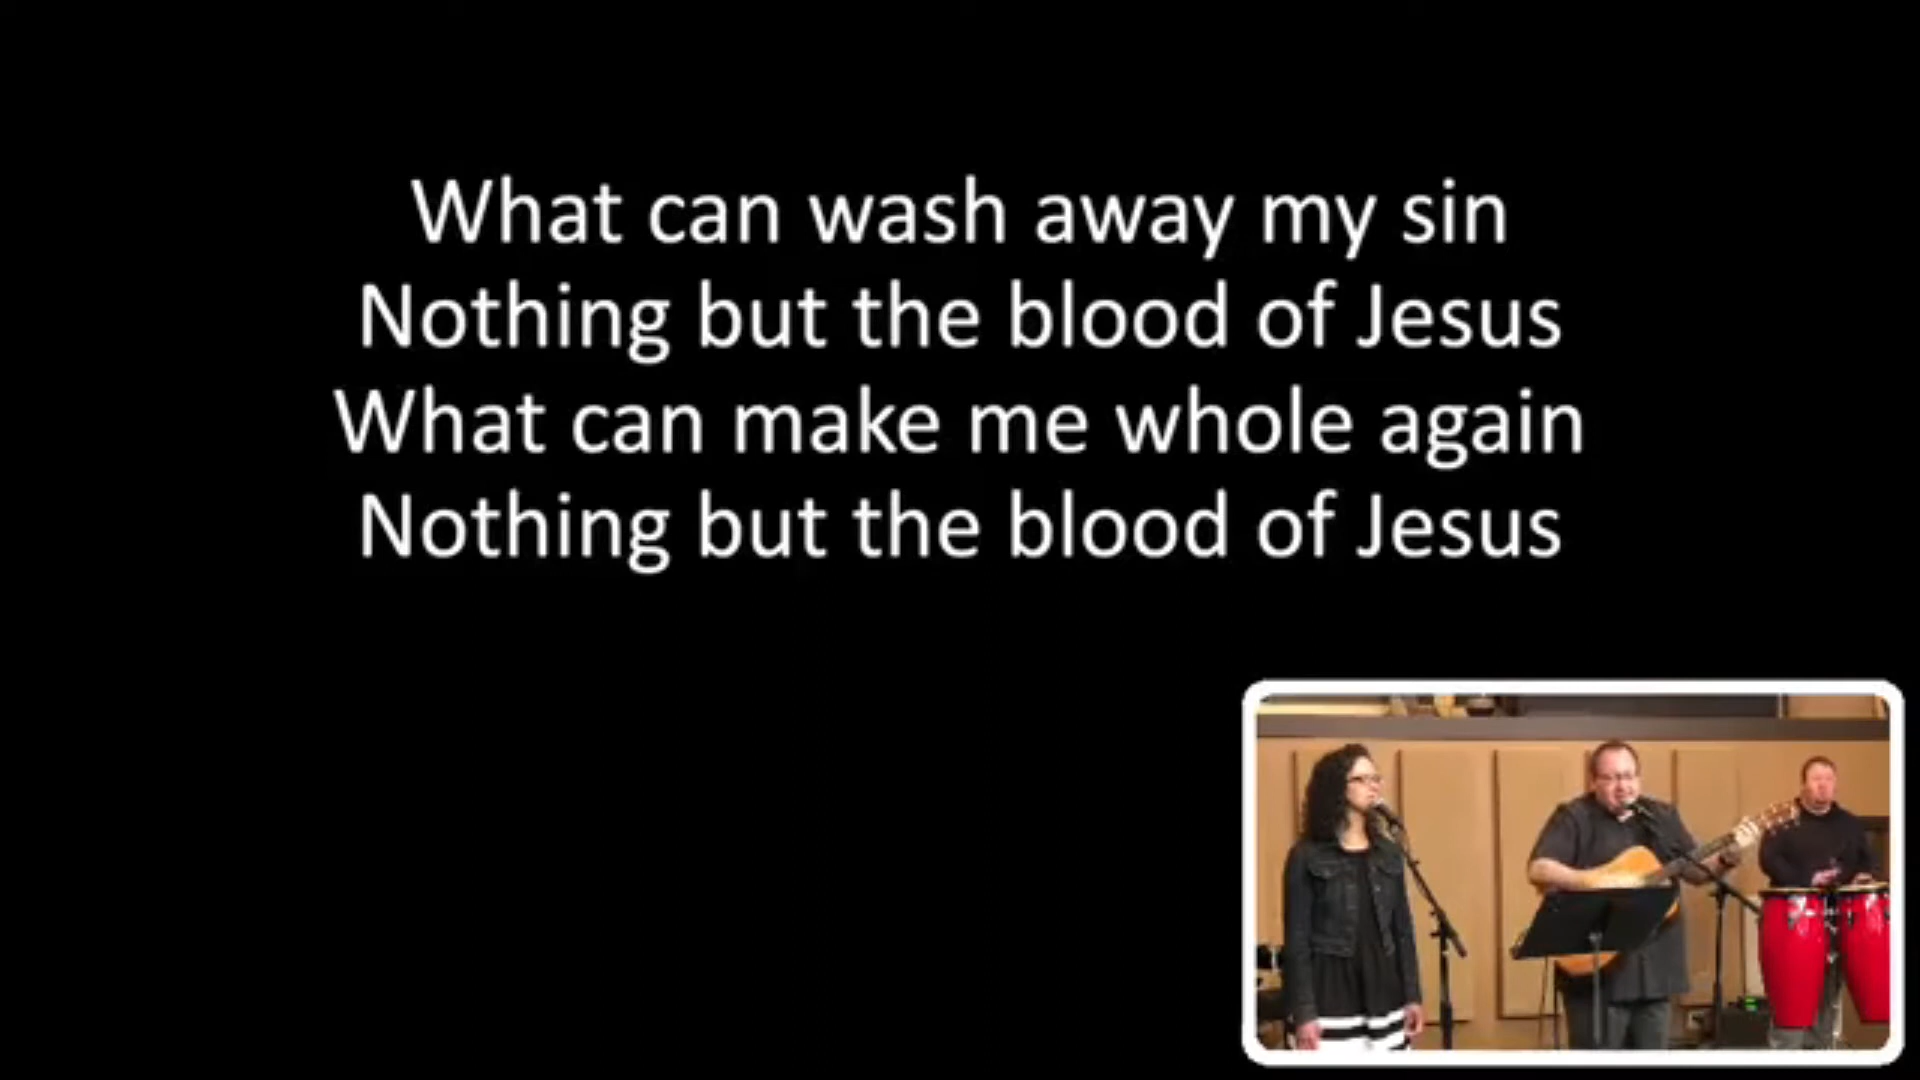 What can wash away my sin
Nothing but the blood of Jesus
What can make me whole again
Nothing but the blood of Jesus